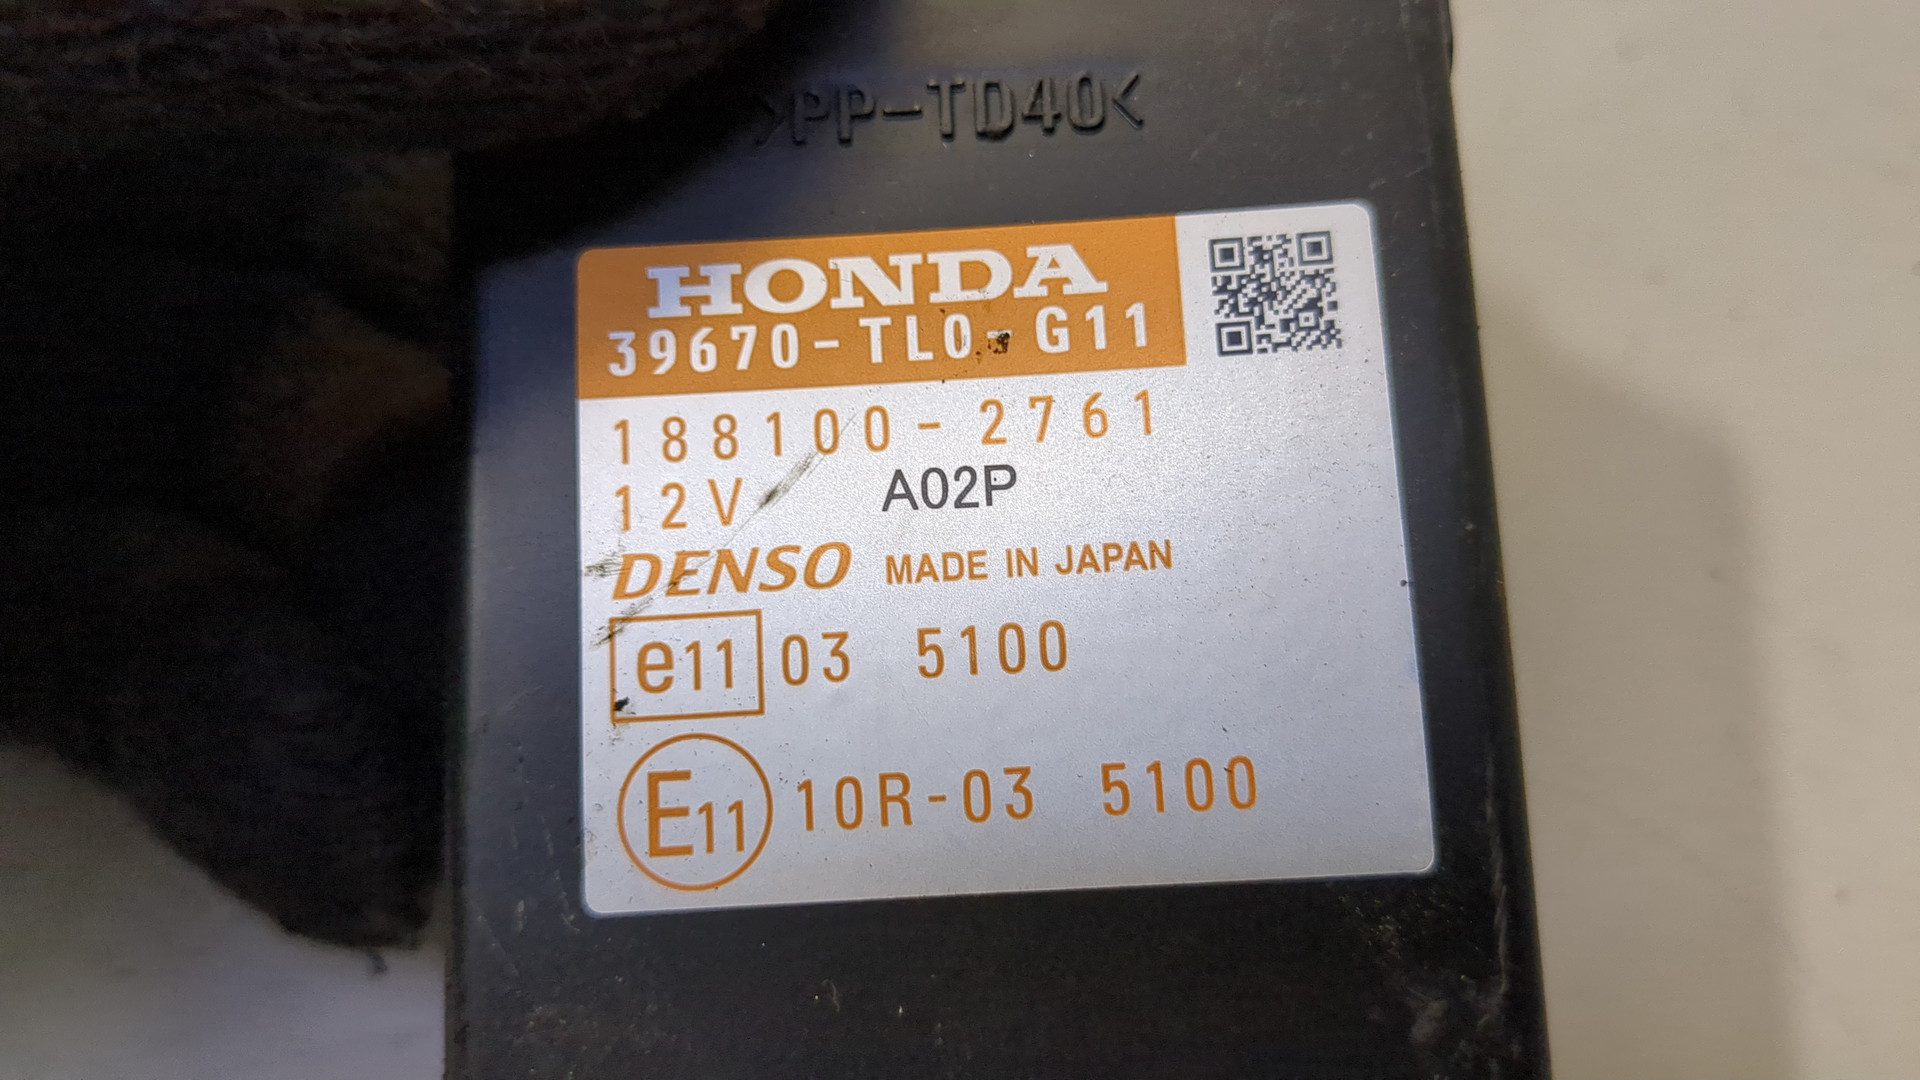 >PP-TD40<
HONDA
39670-TL0-G11
188100-2761
12V A02P
DENSO MADE IN JAPAN
e11 03 5100
E11 10R-03 5100